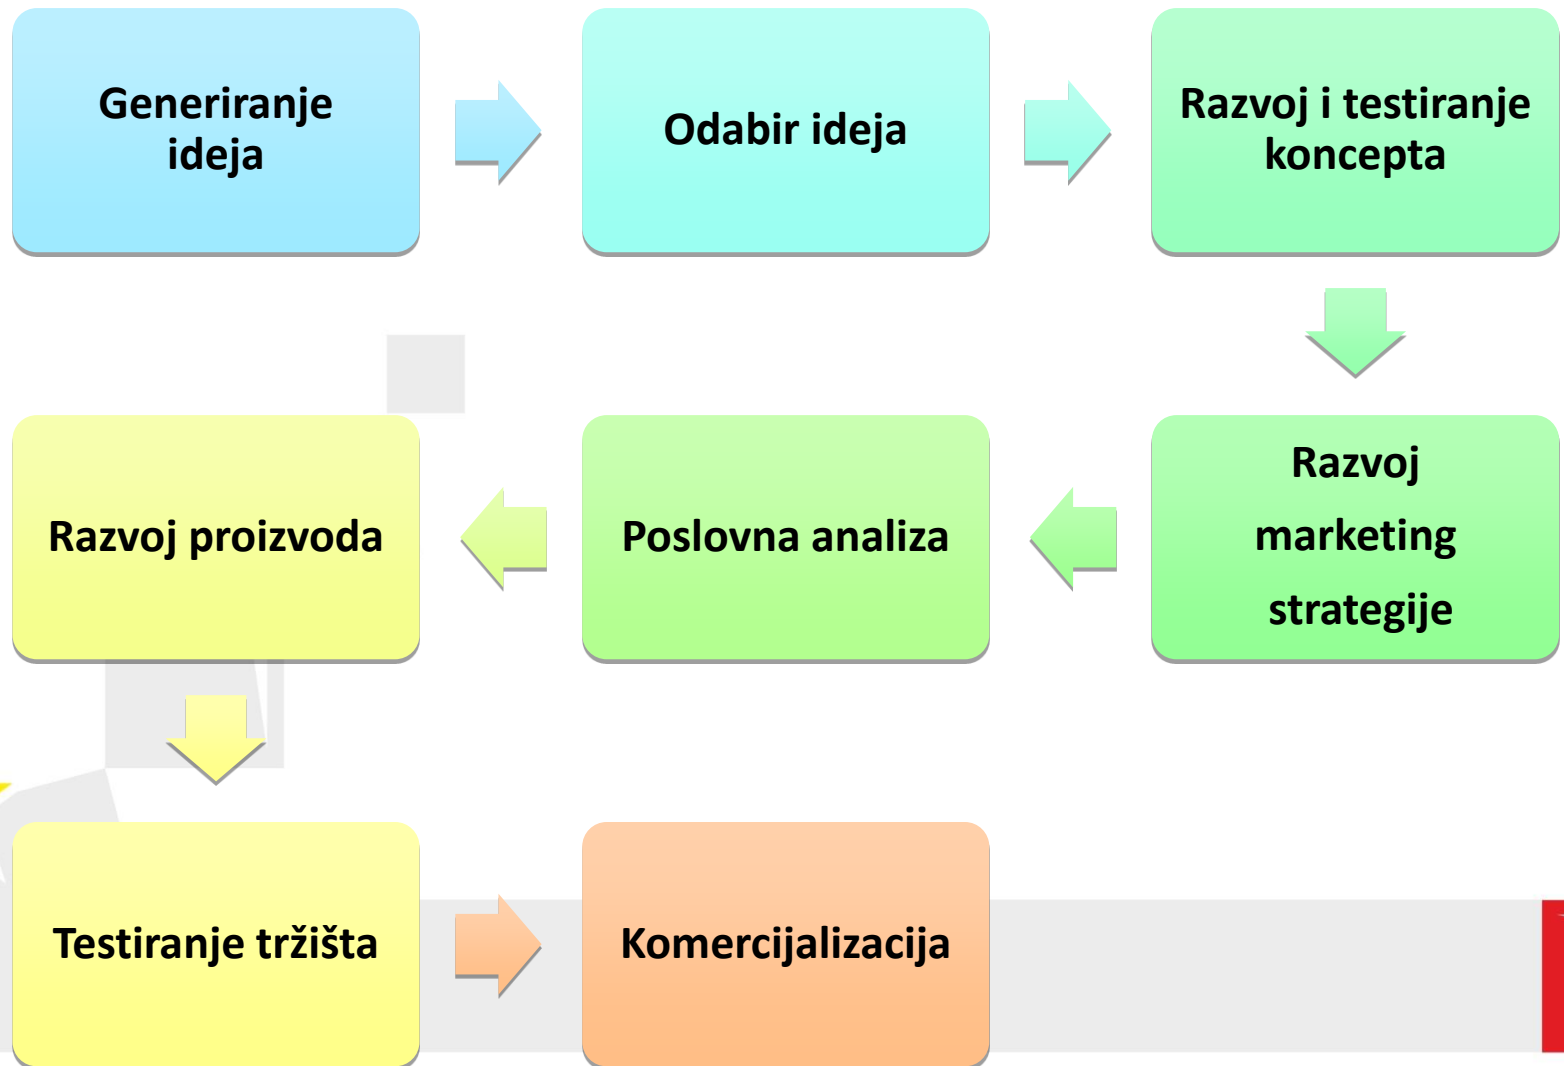 Generiranje
ideja
Odabir ideja
Razvoj i testiranje
koncepta
Razvoj
marketing
strategije
Poslovna analiza
Razvoj proizvoda
Testiranje tržišta
Komercijalizacija